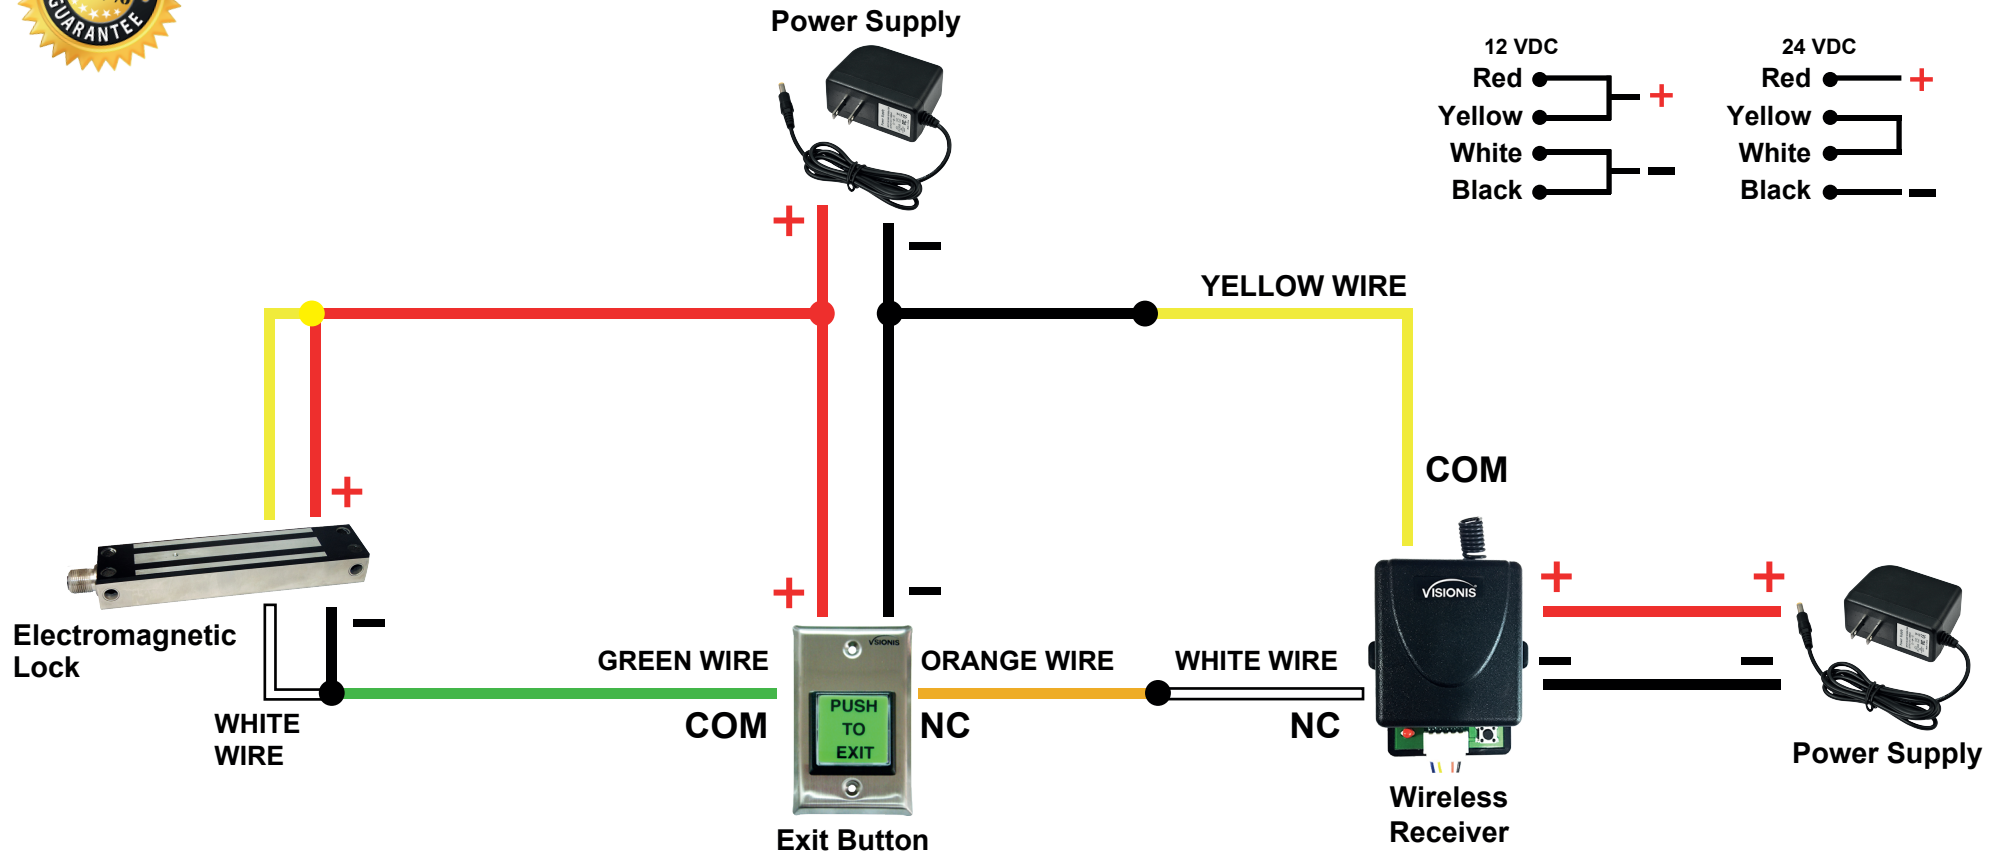 GUARANTEE
Power Supply
12 VDC
Red
Yellow
White
Black
24 VDC
Red
Yellow
White
Black
YELLOW WIRE
COM
Electromagnetic
Lock
WHITE
WIRE
GREEN WIRE
COM
VISIONIS
PUSH
TO
EXIT
ORANGE WIRE
NC
Exit Button
WHITE WIRE
NC
VISIONIS
Wireless
Receiver
Power Supply